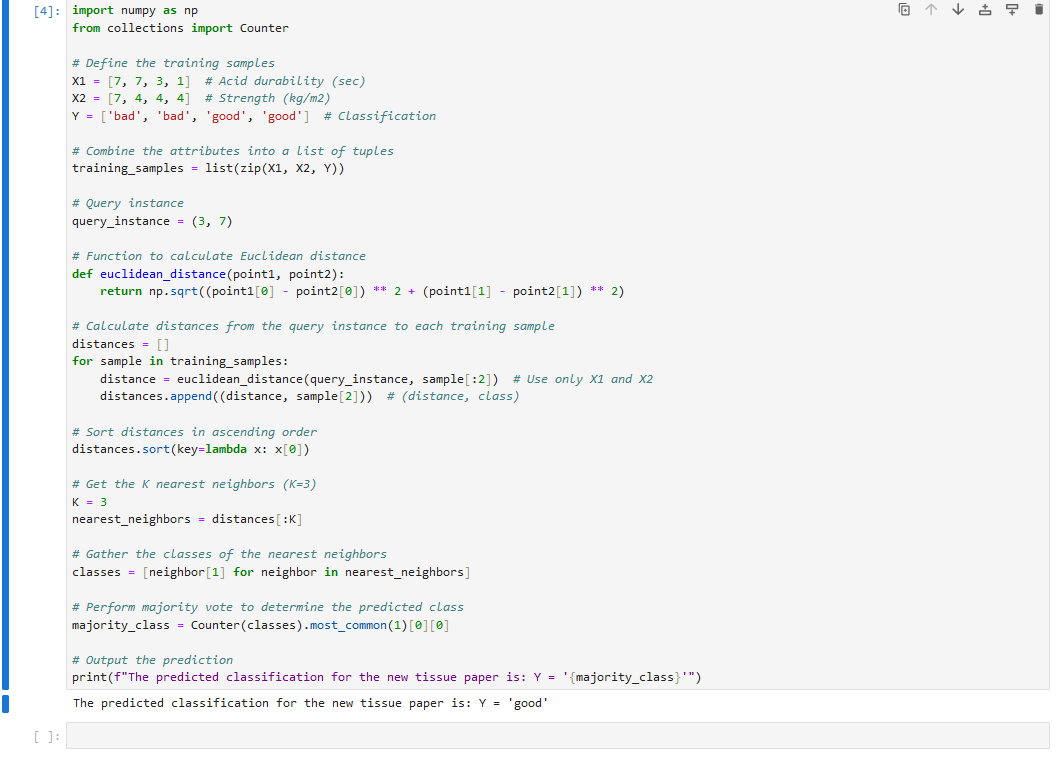 [4]: import numpy as np
from collections import Counter

# Define the training samples
X1 = [7, 7, 3, 1]  # Acid durability (sec)
X2 = [7, 4, 4, 4]  # Strength (kg/m2)
Y = ['bad', 'bad', 'good', 'good']  # Classification

# Combine the attributes into a list of tuples
training_samples = list(zip(X1, X2, Y))

# Query instance
query_instance = (3, 7)

# Function to calculate Euclidean distance
def euclidean_distance(point1, point2):
    return np.sqrt((point1[0] - point2[0]) ** 2 + (point1[1] - point2[1]) ** 2)

# Calculate distances from the query instance to each training sample
distances = []
for sample in training_samples:
    distance = euclidean_distance(query_instance, sample[:2])  # Use only X1 and X2
    distances.append((distance, sample[2]))  # (distance, class)

# Sort distances in ascending order
distances.sort(key=lambda x: x[0])

# Get the K nearest neighbors (K=3)
K = 3
nearest_neighbors = distances[:K]

# Gather the classes of the nearest neighbors
classes = [neighbor[1] for neighbor in nearest_neighbors]

# Perform majority vote to determine the predicted class
majority_class = Counter(classes).most_common(1)[0][0]

# Output the prediction
print(f"The predicted classification for the new tissue paper is: Y = '{majority_class}'")
The predicted classification for the new tissue paper is: Y = 'good'
[ ]: